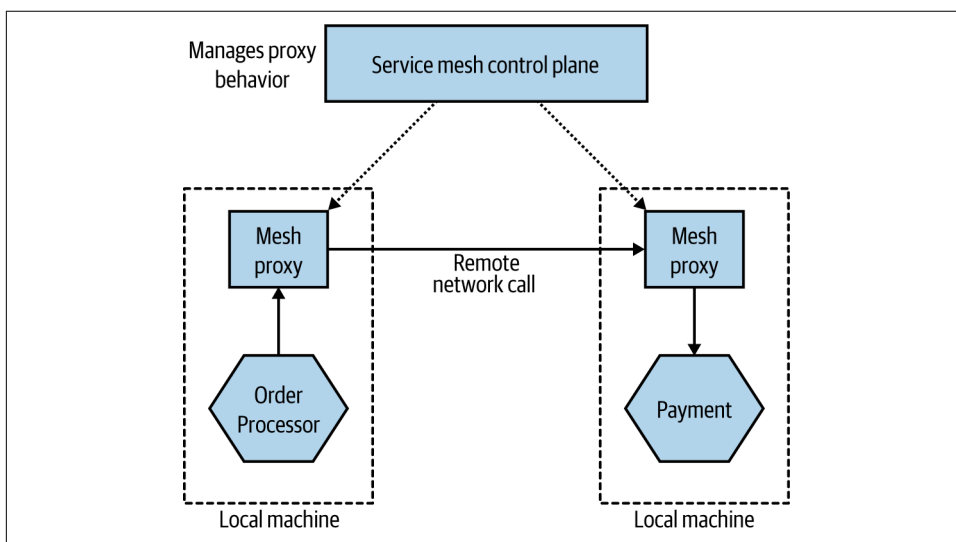 Manages proxy
behavior
Service mesh control plane
Mesh
proxy
Remote
network call
Mesh
proxy
Order
Processor
Payment
Local machine
Local machine